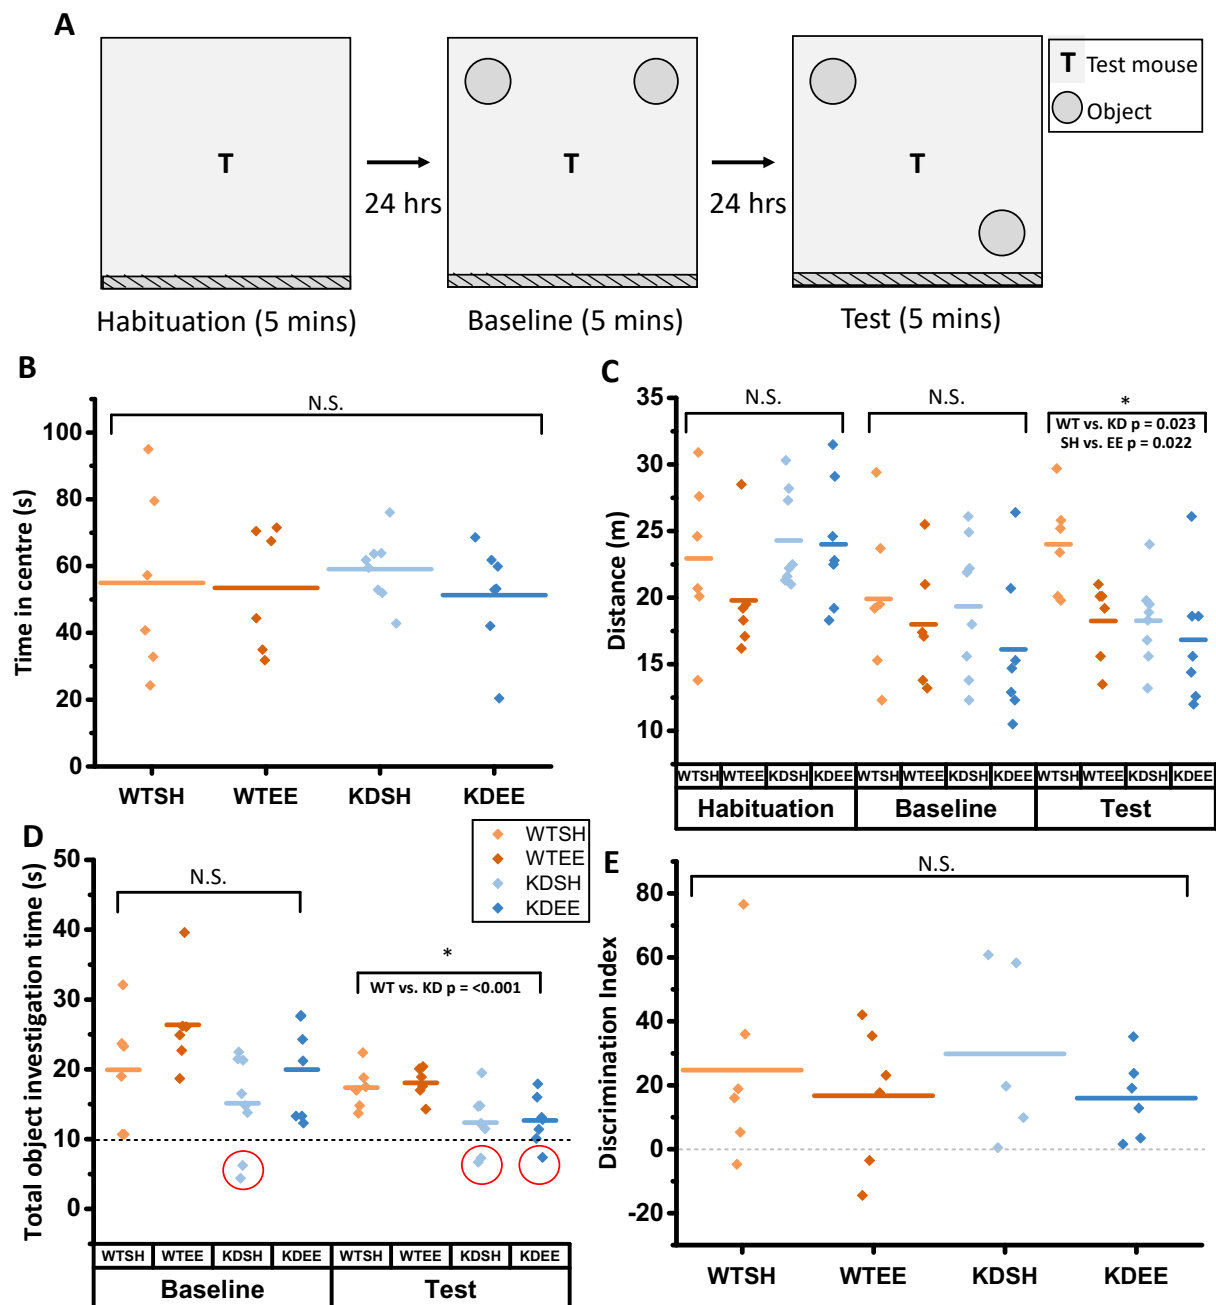 A
T
T
T
T Test mouse
Object
24 hrs
24 hrs
Habituation (5 mins)
Baseline (5 mins)
Test (5 mins)
B
N.S.
Time in centre (s)
100
80
60
40
20
0
WTSH
WTEE
KDSH
KDEE
C
N.S.
N.S.
*
WT vs. KD p = 0.023
SH vs. EE p = 0.022
Distance (m)
35
30
25
20
15
10
WTSH WTEE KDSH KDEE WTSH WTEE KDSH KDEE WTSH WTEE KDSH KDEE
Habituation Baseline Test
D
WTSH
WTEE
KDSH
KDEE
N.S.
*
WT vs. KD p = <0.001
Total object investigation time (s)
50
40
30
20
10
0
WTSH WTEE KDSH KDEE WTSH WTEE KDSH KDEE
Baseline Test
E
N.S.
Discrimination Index
80
60
40
20
0
-20
WTSH
WTEE
KDSH
KDEE